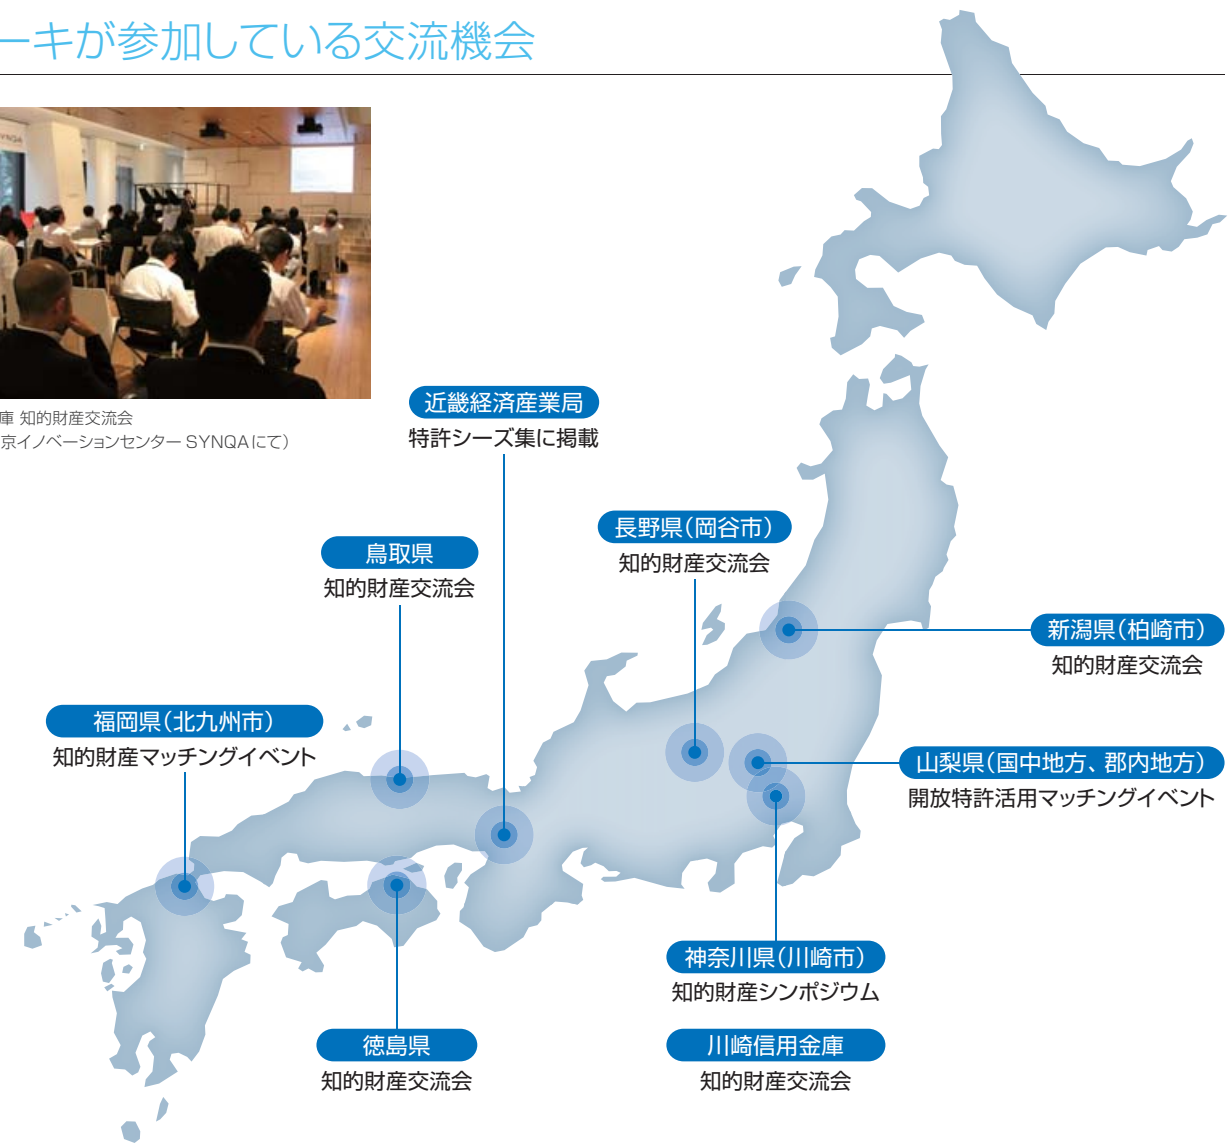 ーキが参加している交流機会
庫 知的財産交流会
京イノベーションセンター SYNQAにて）
近畿経済産業局
特許シーズ集に掲載
長野県（岡谷市）
知的財産交流会
鳥取県
知的財産交流会
新潟県（柏崎市）
知的財産交流会
福岡県（北九州市）
知的財産マッチングイベント
山梨県（国中地方、郡内地方）
開放特許活用マッチングイベント
神奈川県（川崎市）
知的財産シンポジウム
徳島県
知的財産交流会
川崎信用金庫
知的財産交流会